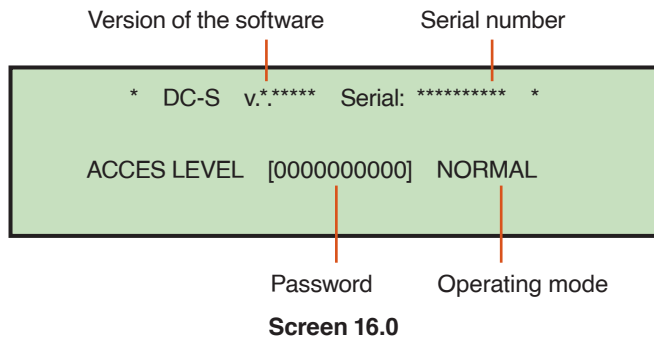 Version of the software Serial number
* DC-S v.*.***** Serial: ********** *
ACCES LEVEL [0000000000] NORMAL
Password Operating mode
Screen 16.0